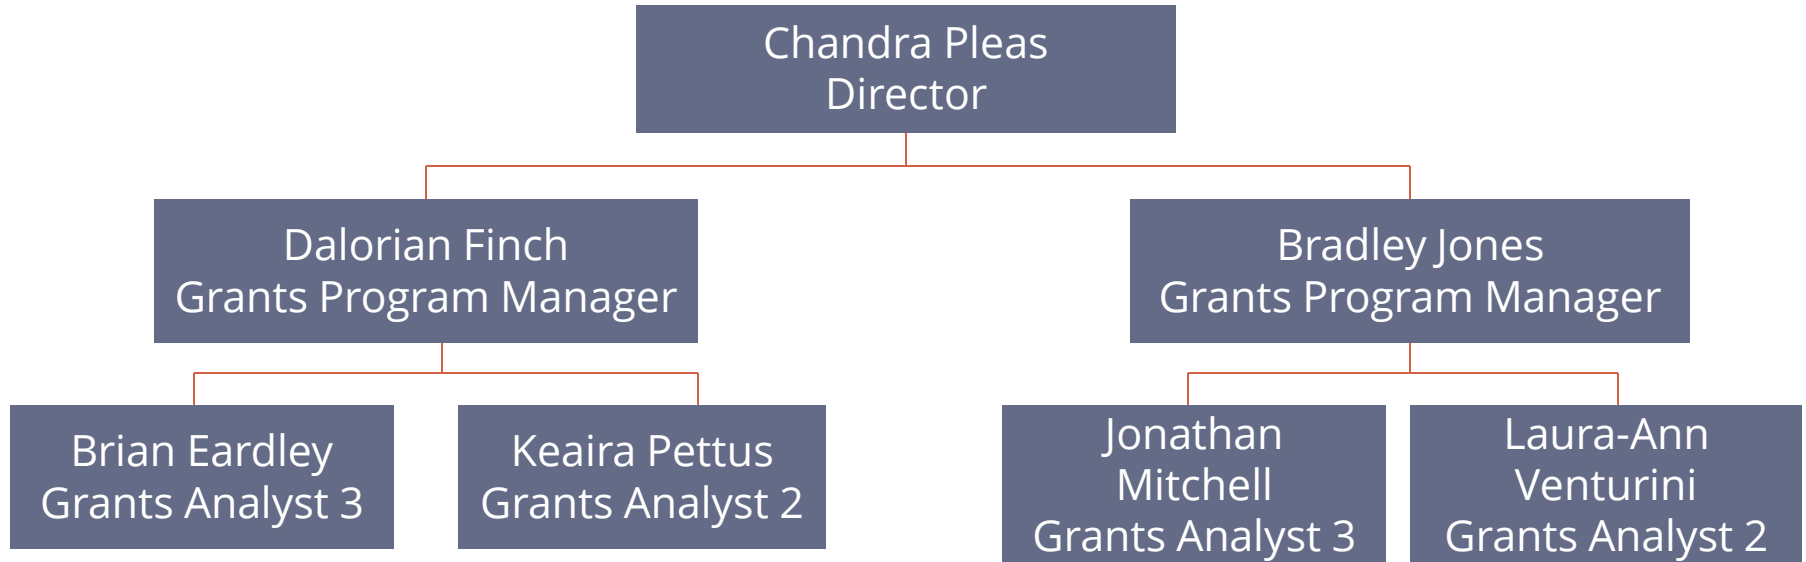 Chandra Pleas
Director
Dalorian Finch
Grants Program Manager
Bradley Jones
Grants Program Manager
Brian Eardley
Grants Analyst 3
Keaira Pettus
Grants Analyst 2
Jonathan
Mitchell
Grants Analyst 3
Laura-Ann
Venturini
Grants Analyst 2